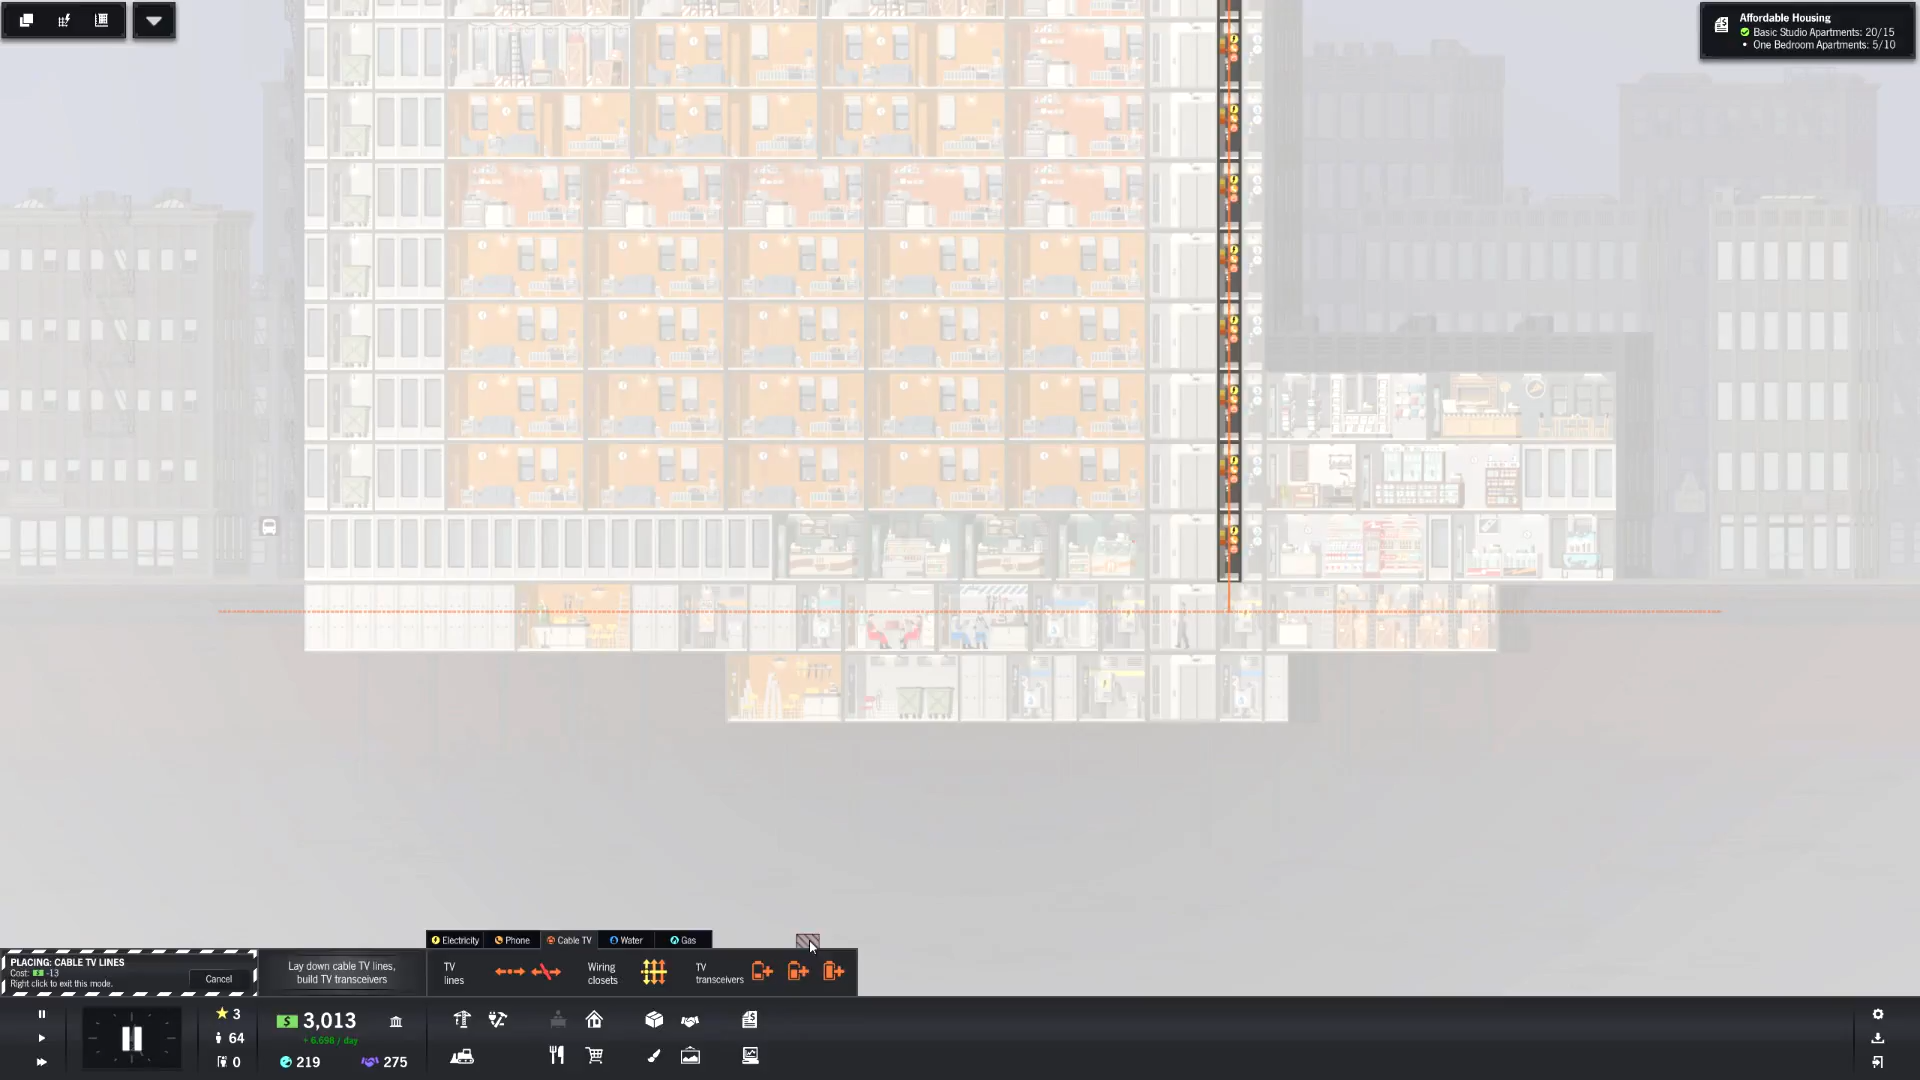 Affordable Housing
Basic Studio Apartments: 20/15
• One Bedroom Apartments: 5/10
Electricity
Phone
Cable TV
Water
Gas
PLACING: CABLE TV LINES
Cost: -13
Right click to exit this mode.
Cancel
Lay down cable TV lines,
build TV transceivers
TV
lines
Wiring
closets
TV
transceivers
3
64
0
$ 3,013
+ 6,698 / day
219
275